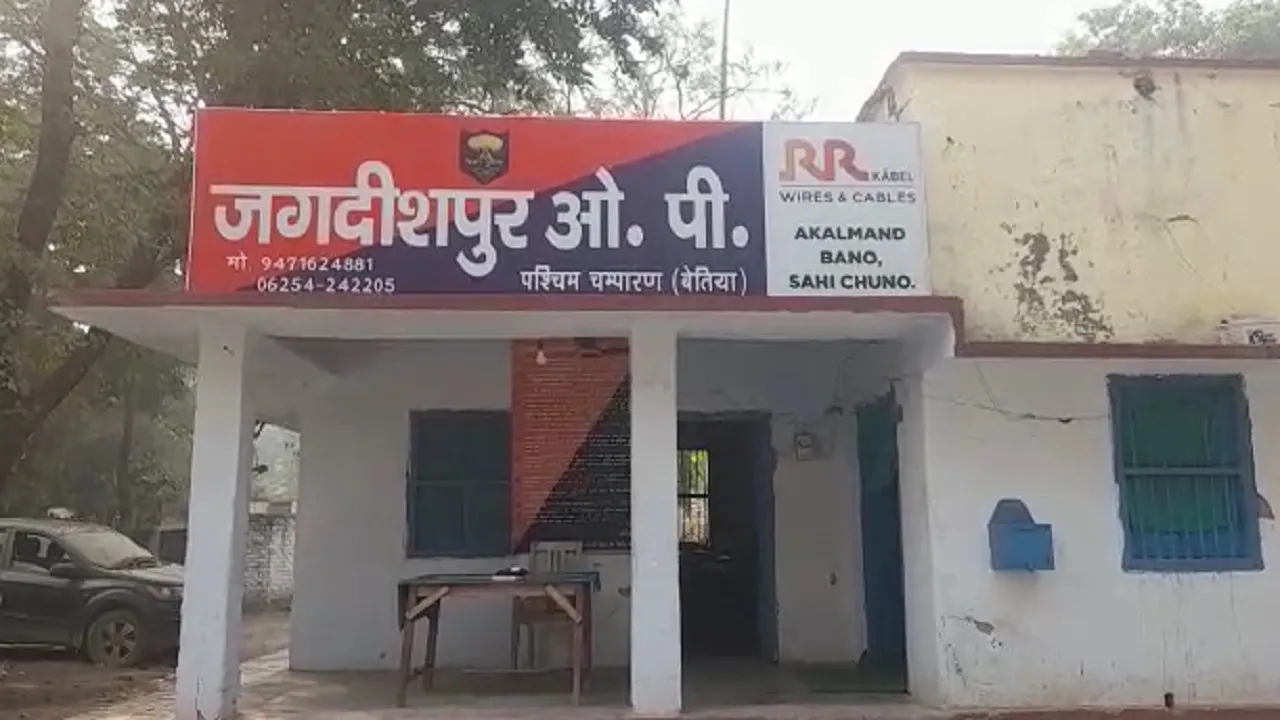 जगदीशपुर ओ. पी.
मो. 9471624881
06254-242205
पश्चिम चम्पारण (बेतिया)
RR KABEL
WIRES & CABLES
AKALMAND
BANO,
SAHI CHUNO.